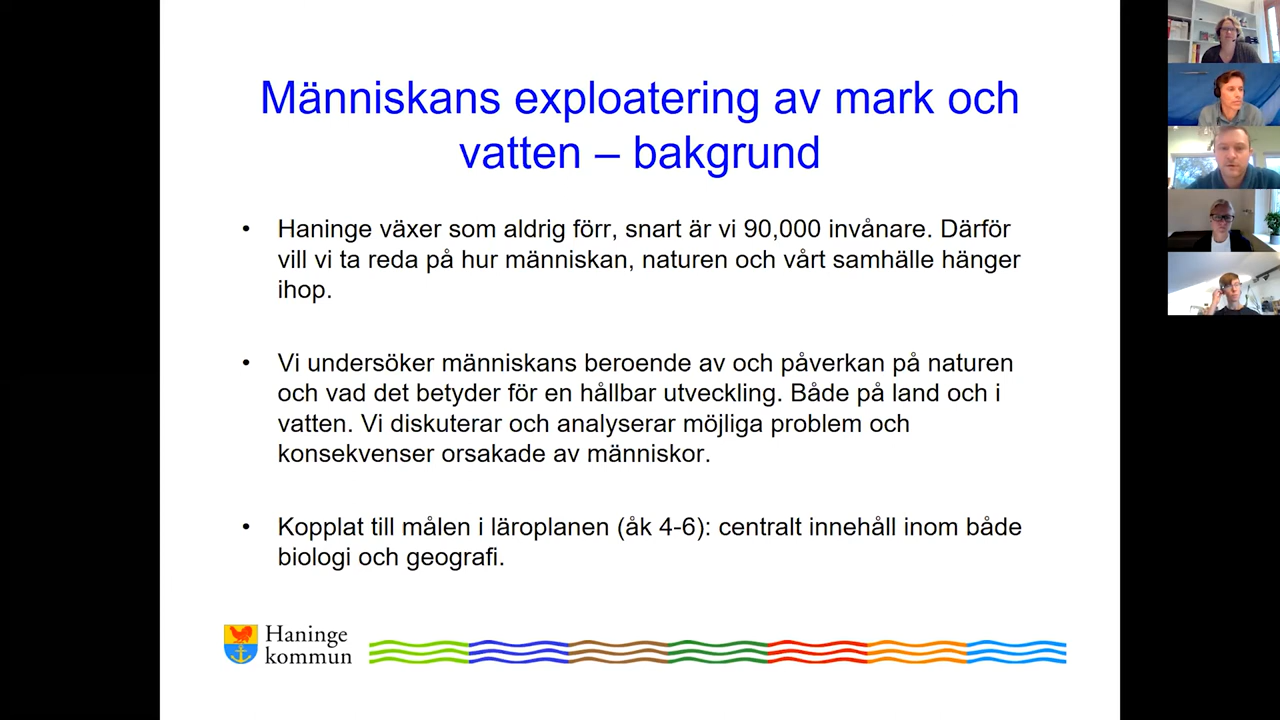 Människans exploatering av mark och
vatten – bakgrund
• Haninge växer som aldrig förr, snart är vi 90,000 invånare. Därför
vill vi ta reda på hur människan, naturen och vårt samhälle hänger
ihop.
• Vi undersöker människans beroende av och påverkan på naturen
och vad det betyder för en hållbar utveckling. Både på land och i
vatten. Vi diskuterar och analyserar möjliga problem och
konsekvenser orsakade av människor.
• Kopplat till målen i läroplanen (åk 4-6): centralt innehåll inom både
biologi och geografi.
Haninge
kommun